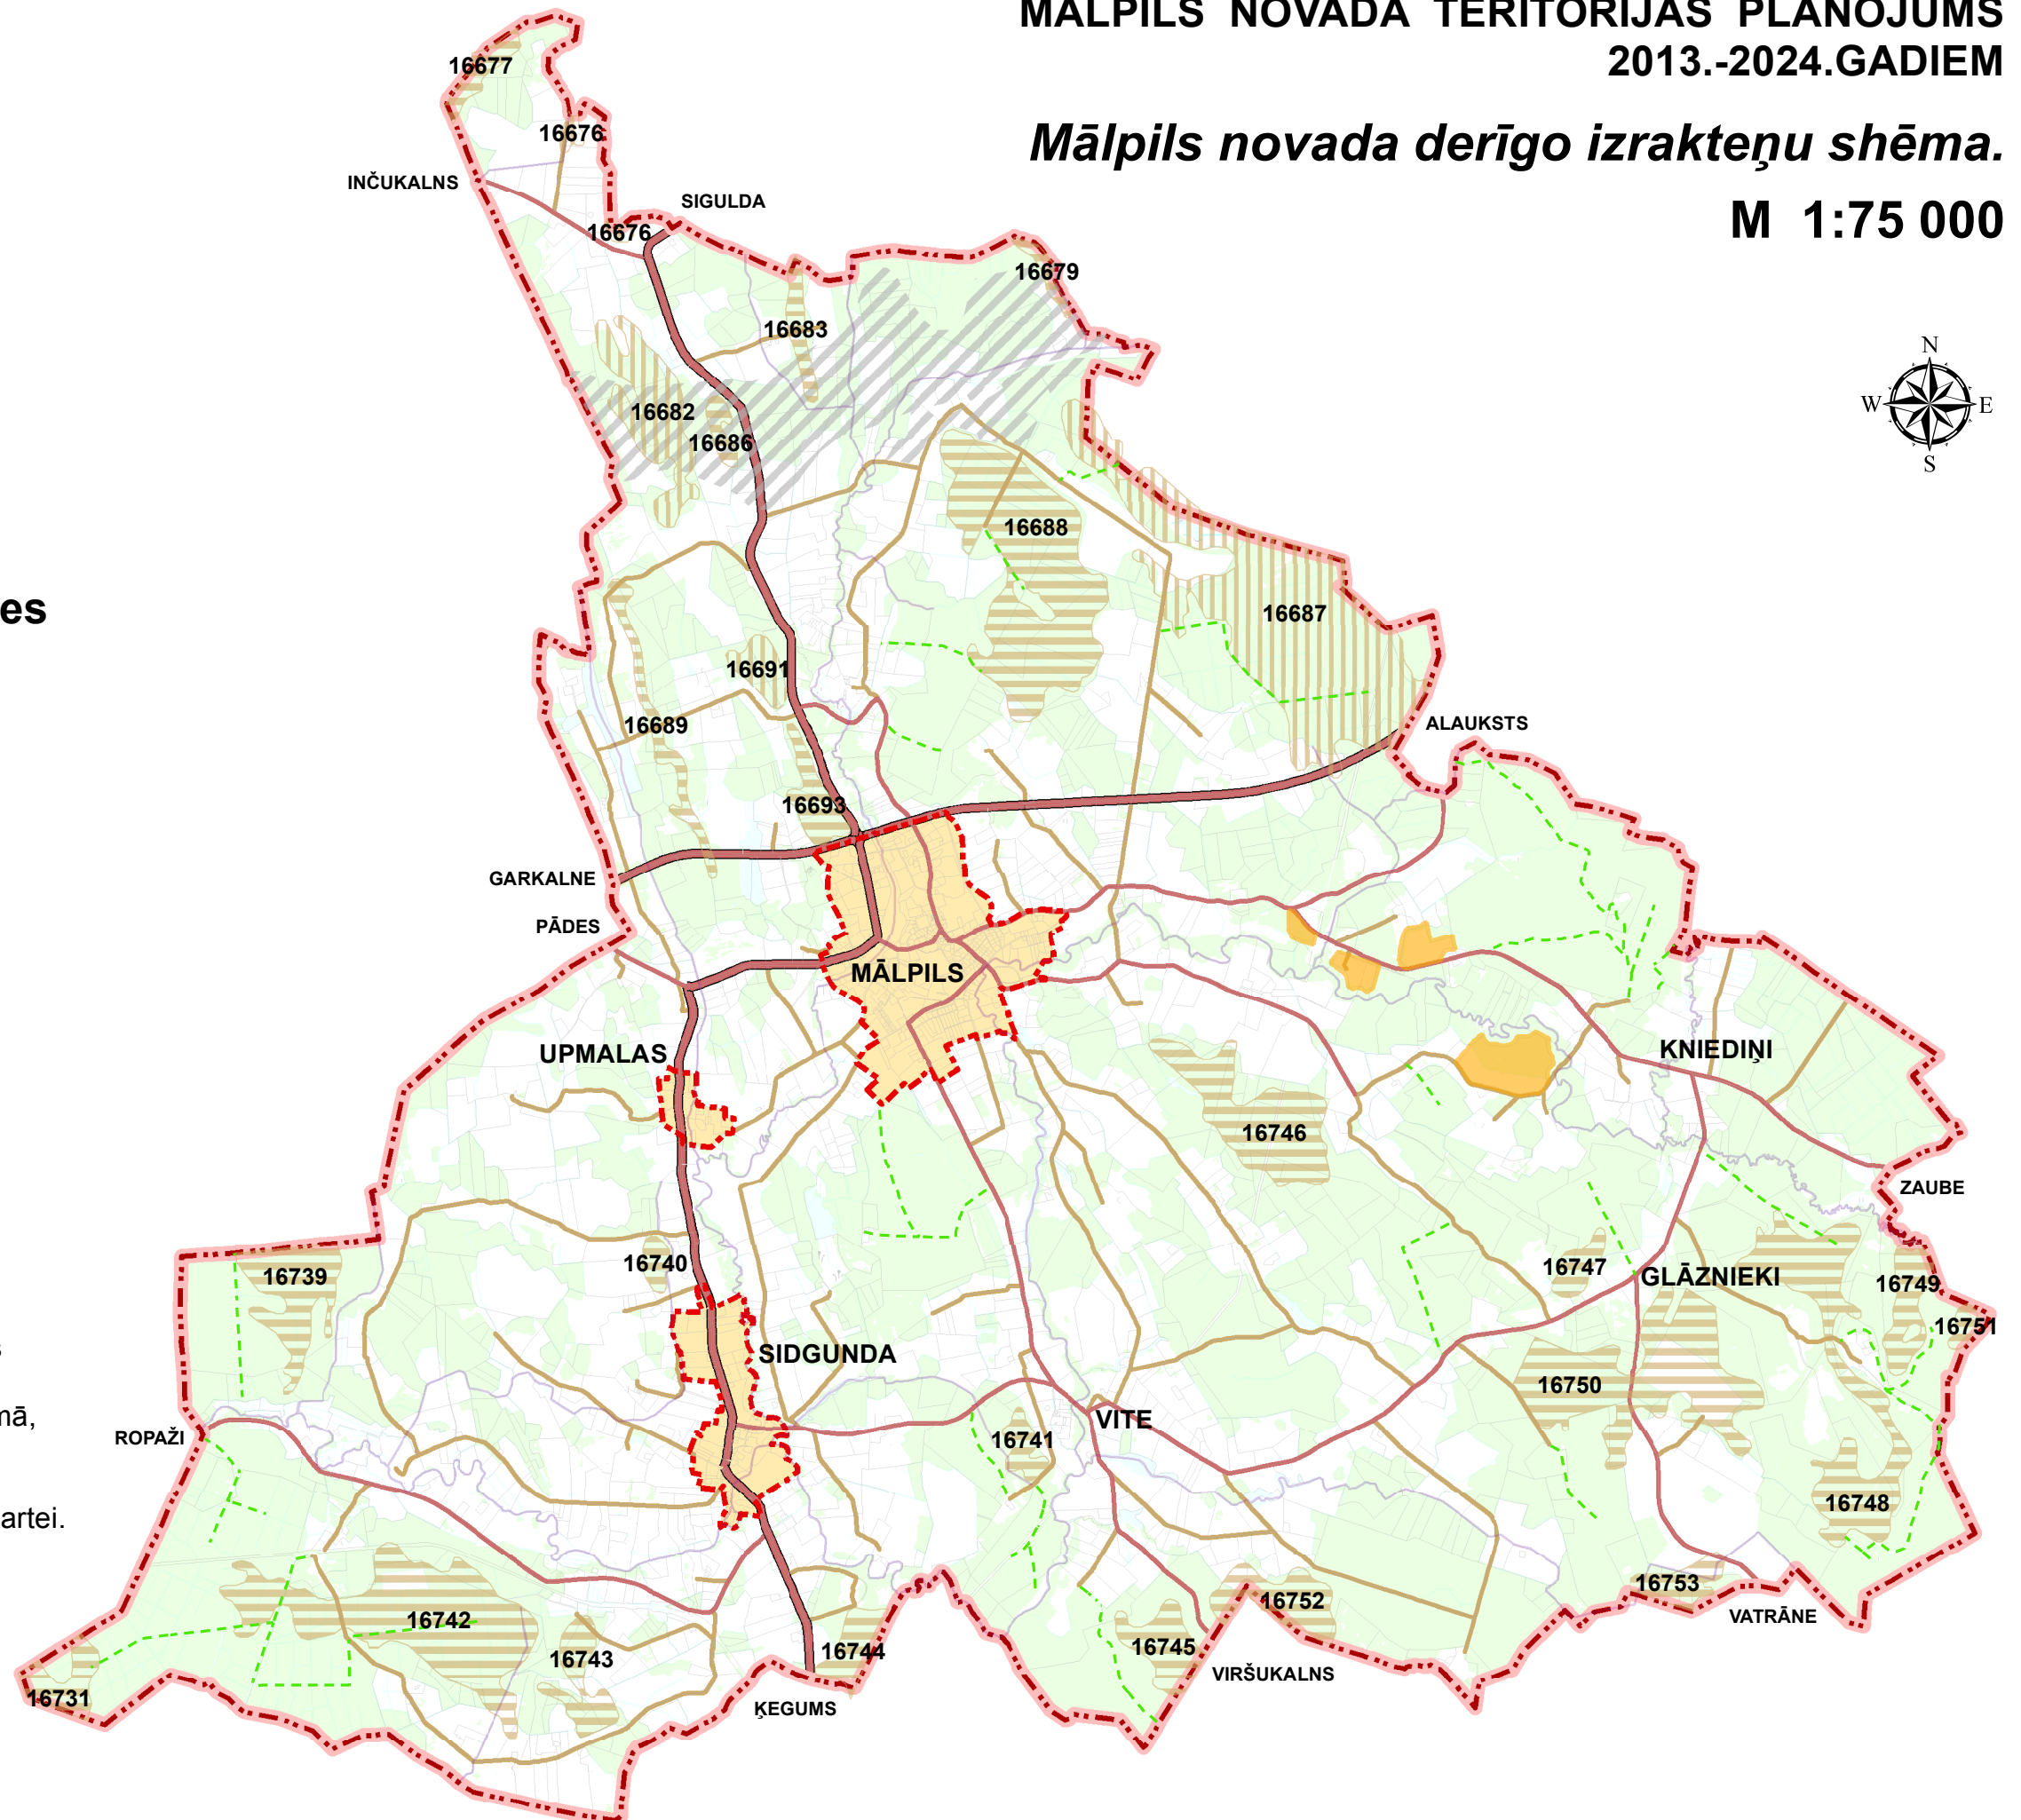 MĀLPILS NOVADA TERITORIJAS PLĀNOJUMS
2013.-2024.GADIEM
Mālpils novada derīgo izrakteņu shēma.
M 1:75 000
N
W
E
S
16677
16676
INČUKALNS
SIGULDA
16676
16679
16683
16682
16686
16688
es
16687
16691
16689
ALAUKSTS
16693
GARKALNE
PĀDES
MĀLPILS
UPMALAS
KNIEDIŅI
16746
ZAUBE
16740
16747
16739
GLĀZNIEKI
16749
16751
SIDGUNDA
16750
mā,
VITE
ROPAŽI
16741
16748
artei.
16753
16752
VATRĀNE
16742
16745
16744
16743
VIRŠUKALNS
16731
ĶEGUMS